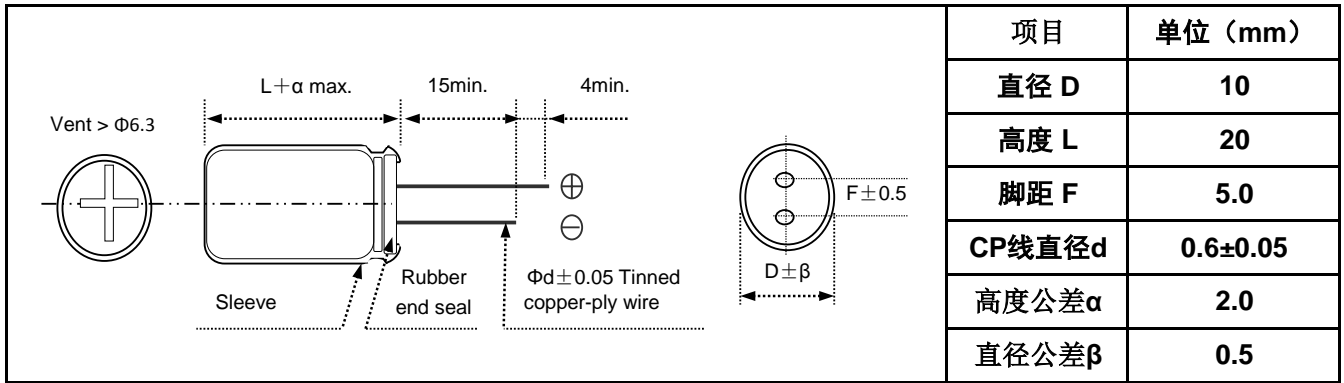 L＋α max.
15min.
4min.
Vent > Φ6.3
⊕
⊖
F±0.5
D±β
Sleeve
Rubber
end seal
Φd±0.05 Tinned
copper-ply wire
项目 单位（mm）
直径 D 10
高度 L 20
脚距 F 5.0
CP线直径d 0.6±0.05
高度公差α 2.0
直径公差β 0.5